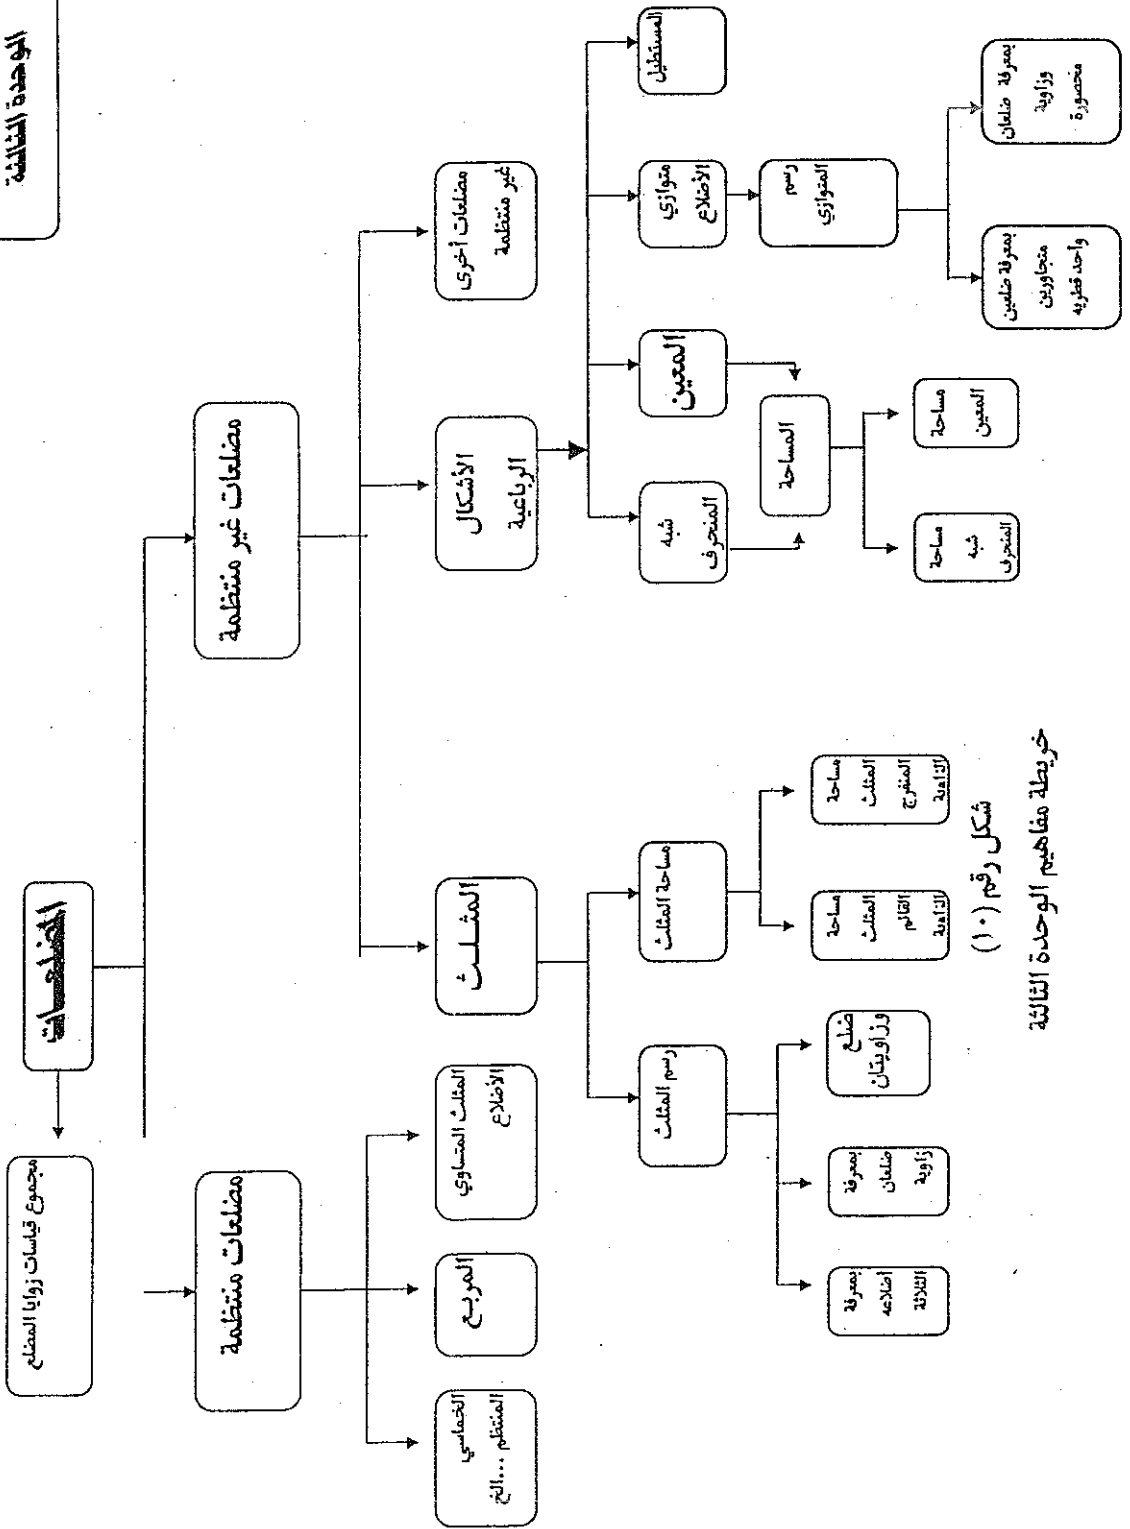 الوحدة الثالثة
المضلعات
مجموع قياسات زوايا المضلع
مضلعات غير منتظمة
مضلعات منتظمة
مضلعات أخرى
غير منتظمة
الأشكال
الرباعية
المثلث
المثلث المتساوي
الأضلاع
المربع
الخماسي
المنتظم ...الخ
المستطيل
متوازي
الأضلاع
المعين
شبه
المنحرف
مساحة المثلث
رسم المثلث
رسم
المتوازي
المساحة
بمعرفة ضلعان
وزاوية
محصورة
بمعرفة ضلعين
متجاورين
واحد قطريه
مساحة
المعين
مساحة
شبه
المنحرف
مساحة
المثلث
المنفرج
الزاوية
مساحة
المثلث
القائم
الزاوية
ضلع
وزاويتان
بمعرفة
ضلعان
زاوية
بمعرفة
اضلاعه
الثلاثة
شكل رقم (١٠)
خريطة مفاهيم الوحدة الثالثة